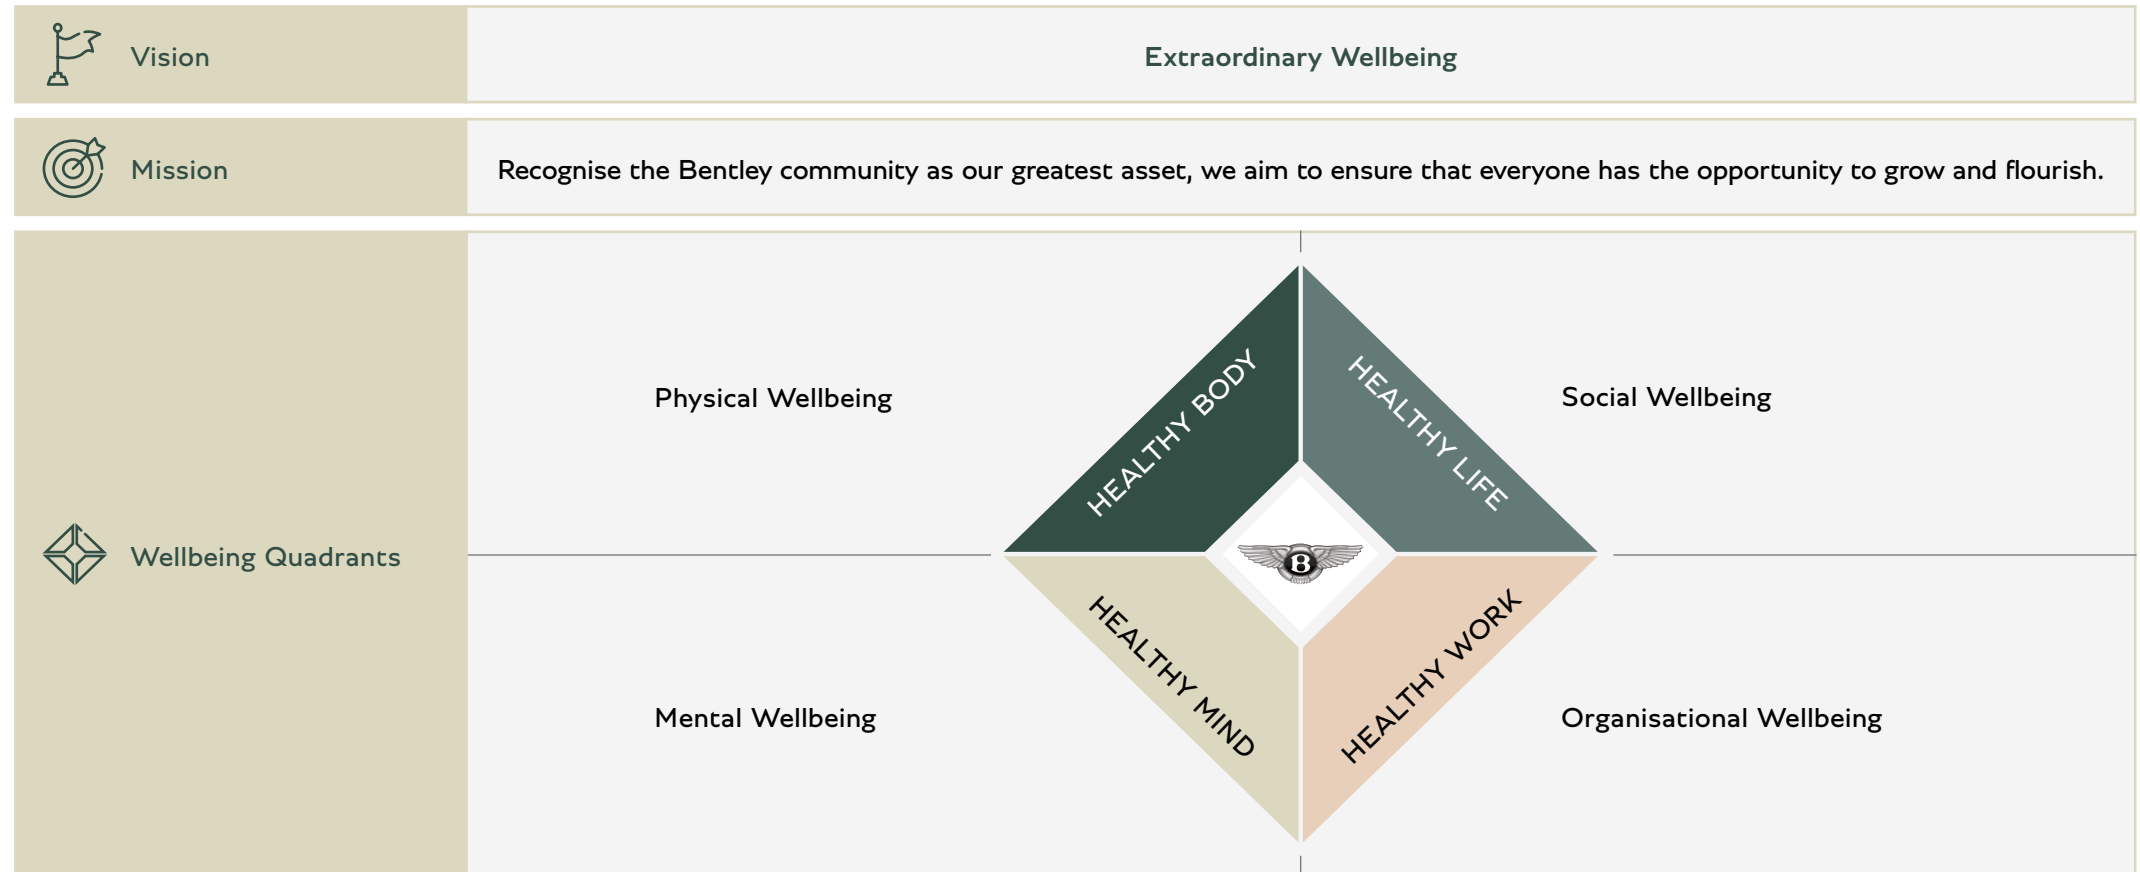 Vision
Extraordinary Wellbeing
Mission
Recognise the Bentley community as our greatest asset, we aim to ensure that everyone has the opportunity to grow and flourish.
Wellbeing Quadrants
Physical Wellbeing
HEALTHY BODY
HEALTHY LIFE
Social Wellbeing
B
Mental Wellbeing
HEALTHY MIND
HEALTHY WORK
Organisational Wellbeing